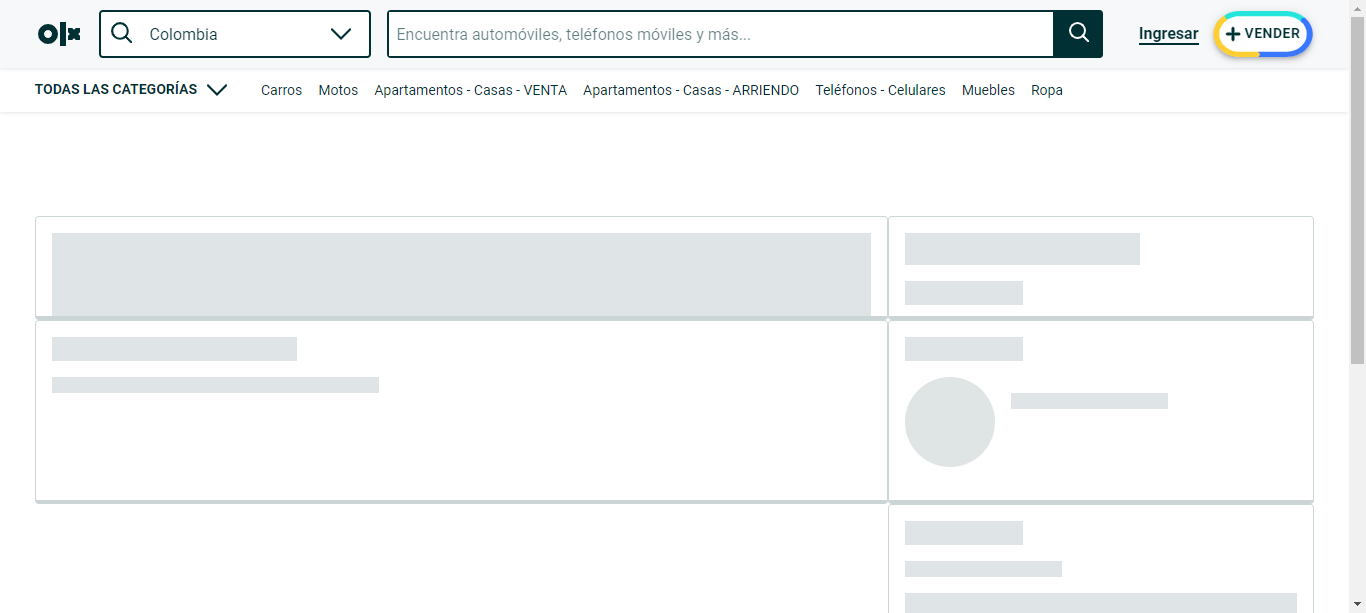 olx
Colombia
Encuentra automóviles, teléfonos móviles y más...
Ingresar
VENDER
TODAS LAS CATEGORÍAS
Carros
Motos
Apartamentos - Casas - VENTA
Apartamentos - Casas - ARRIENDO
Teléfonos - Celulares
Muebles
Ropa